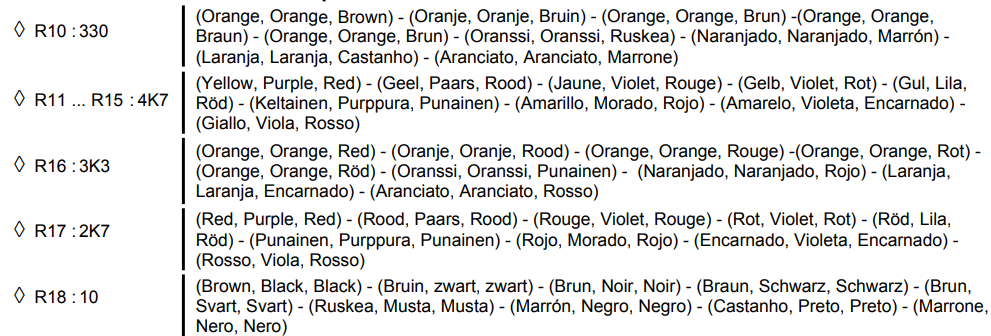 (Orange, Orange, Brown) - (Oranje, Oranje, Bruin) - (Orange, Orange, Brun) -(Orange, Orange,
◊ R10 : 330
Braun) - (Orange, Orange, Brun) - (Oranssi, Oranssi, Ruskea) - (Naranjado, Naranjado, Marrón) -
(Laranja, Laranja, Castanho) - (Aranciato, Aranciato, Marrone)
(Yellow, Purple, Red) - (Geel, Paars, Rood) - (Jaune, Violet, Rouge) - (Gelb, Violet, Rot) - (Gul, Lila,
◊ R11 ... R15 : 4K7
Röd) - (Keltainen, Purppura, Punainen) - (Amarillo, Morado, Rojo) - (Amarelo, Violeta, Encarnado) -
(Giallo, Viola, Rosso)
(Orange, Orange, Red) - (Oranje, Oranje, Rood) - (Orange, Orange, Rouge) -(Orange, Orange, Rot) -
◊ R16 : 3K3
(Orange, Orange, Röd) - (Oranssi, Oranssi, Punainen) - (Naranjado, Naranjado, Rojo) - (Laranja,
Laranja, Encarnado) - (Aranciato, Aranciato, Rosso)
(Red, Purple, Red) - (Rood, Paars, Rood) - (Rouge, Violet, Rouge) - (Rot, Violet, Rot) - (Röd, Lila,
◊ R17 : 2K7
Röd) - (Punainen, Purppura, Punainen) - (Rojo, Morado, Rojo) - (Encarnado, Violeta, Encarnado) -
(Rosso, Viola, Rosso)
(Brown, Black, Black) - (Bruin, zwart, zwart) - (Brun, Noir, Noir) - (Braun, Schwarz, Schwarz) - (Brun,
◊ R18 : 10
Svart, Svart) - (Ruskea, Musta, Musta) - (Marrón, Negro, Negro) - (Castanho, Preto, Preto) - (Marrone,
Nero, Nero)